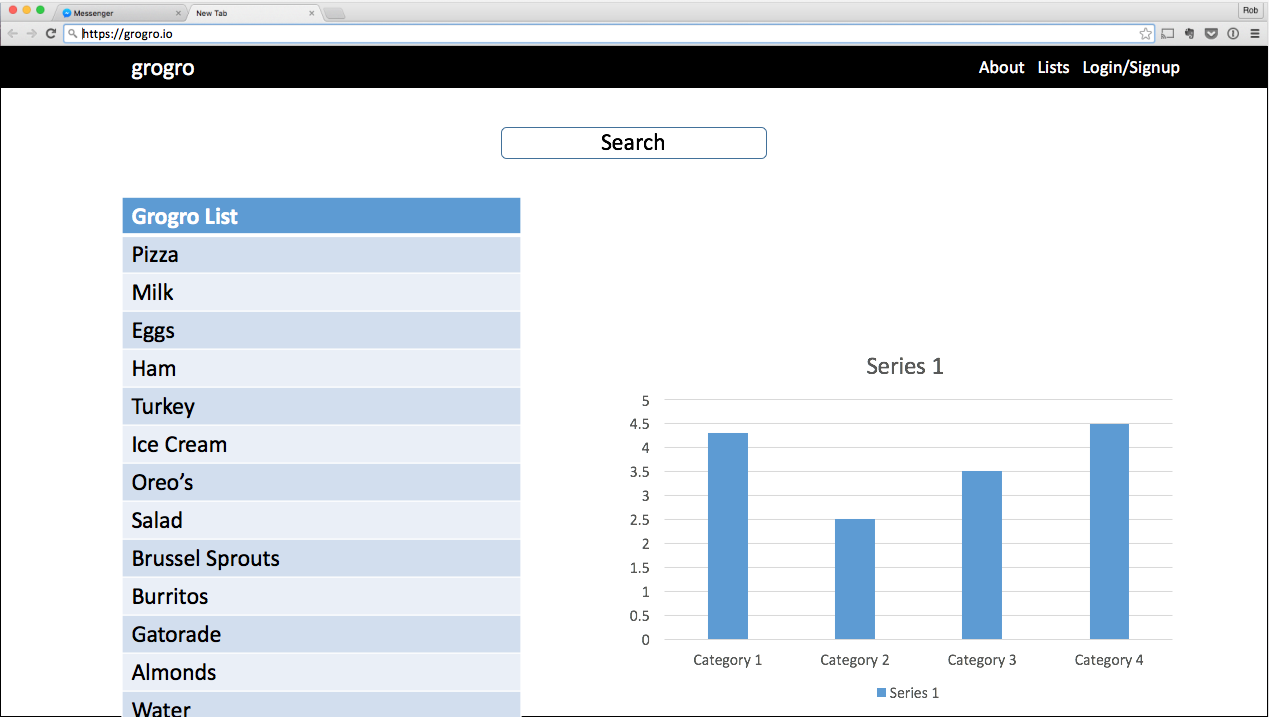 Messenger
New Tab
Rob
https://grogro.io
grogro
About Lists Login/Signup
Search
Grogro List
Pizza
Milk
Eggs
Ham
Turkey
Ice Cream
Oreo’s
Salad
Brussel Sprouts
Burritos
Gatorade
Almonds
Water
Series 1
5
4.5
4
3.5
3
2.5
2
1.5
1
0.5
0
Category 1 Category 2 Category 3 Category 4
Series 1